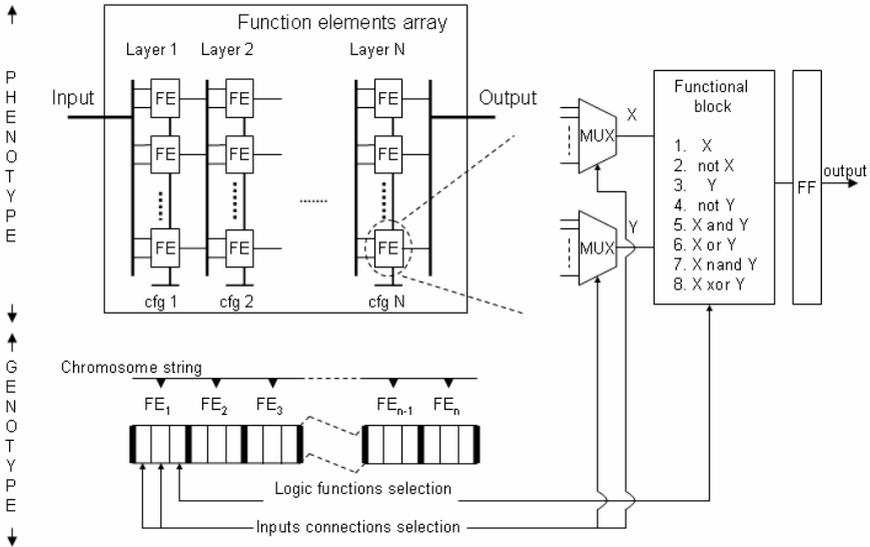 PHENOTYPE
Function elements array
Layer 1 Layer 2 Layer N
Input
FE FE FE
FE FE FE
FE FE FE
cfg 1 cfg 2 cfg N
Output
MUX
X
MUX
Y
Functional
block
1. X
2. not X
3. Y
4. not Y
5. X and Y
6. X or Y
7. X nand Y
8. X xor Y
FF
output
GENOTYPE
Chromosome string
FE1 FE2 FE3 FEn-1 FEn
Logic functions selection
Inputs connections selection